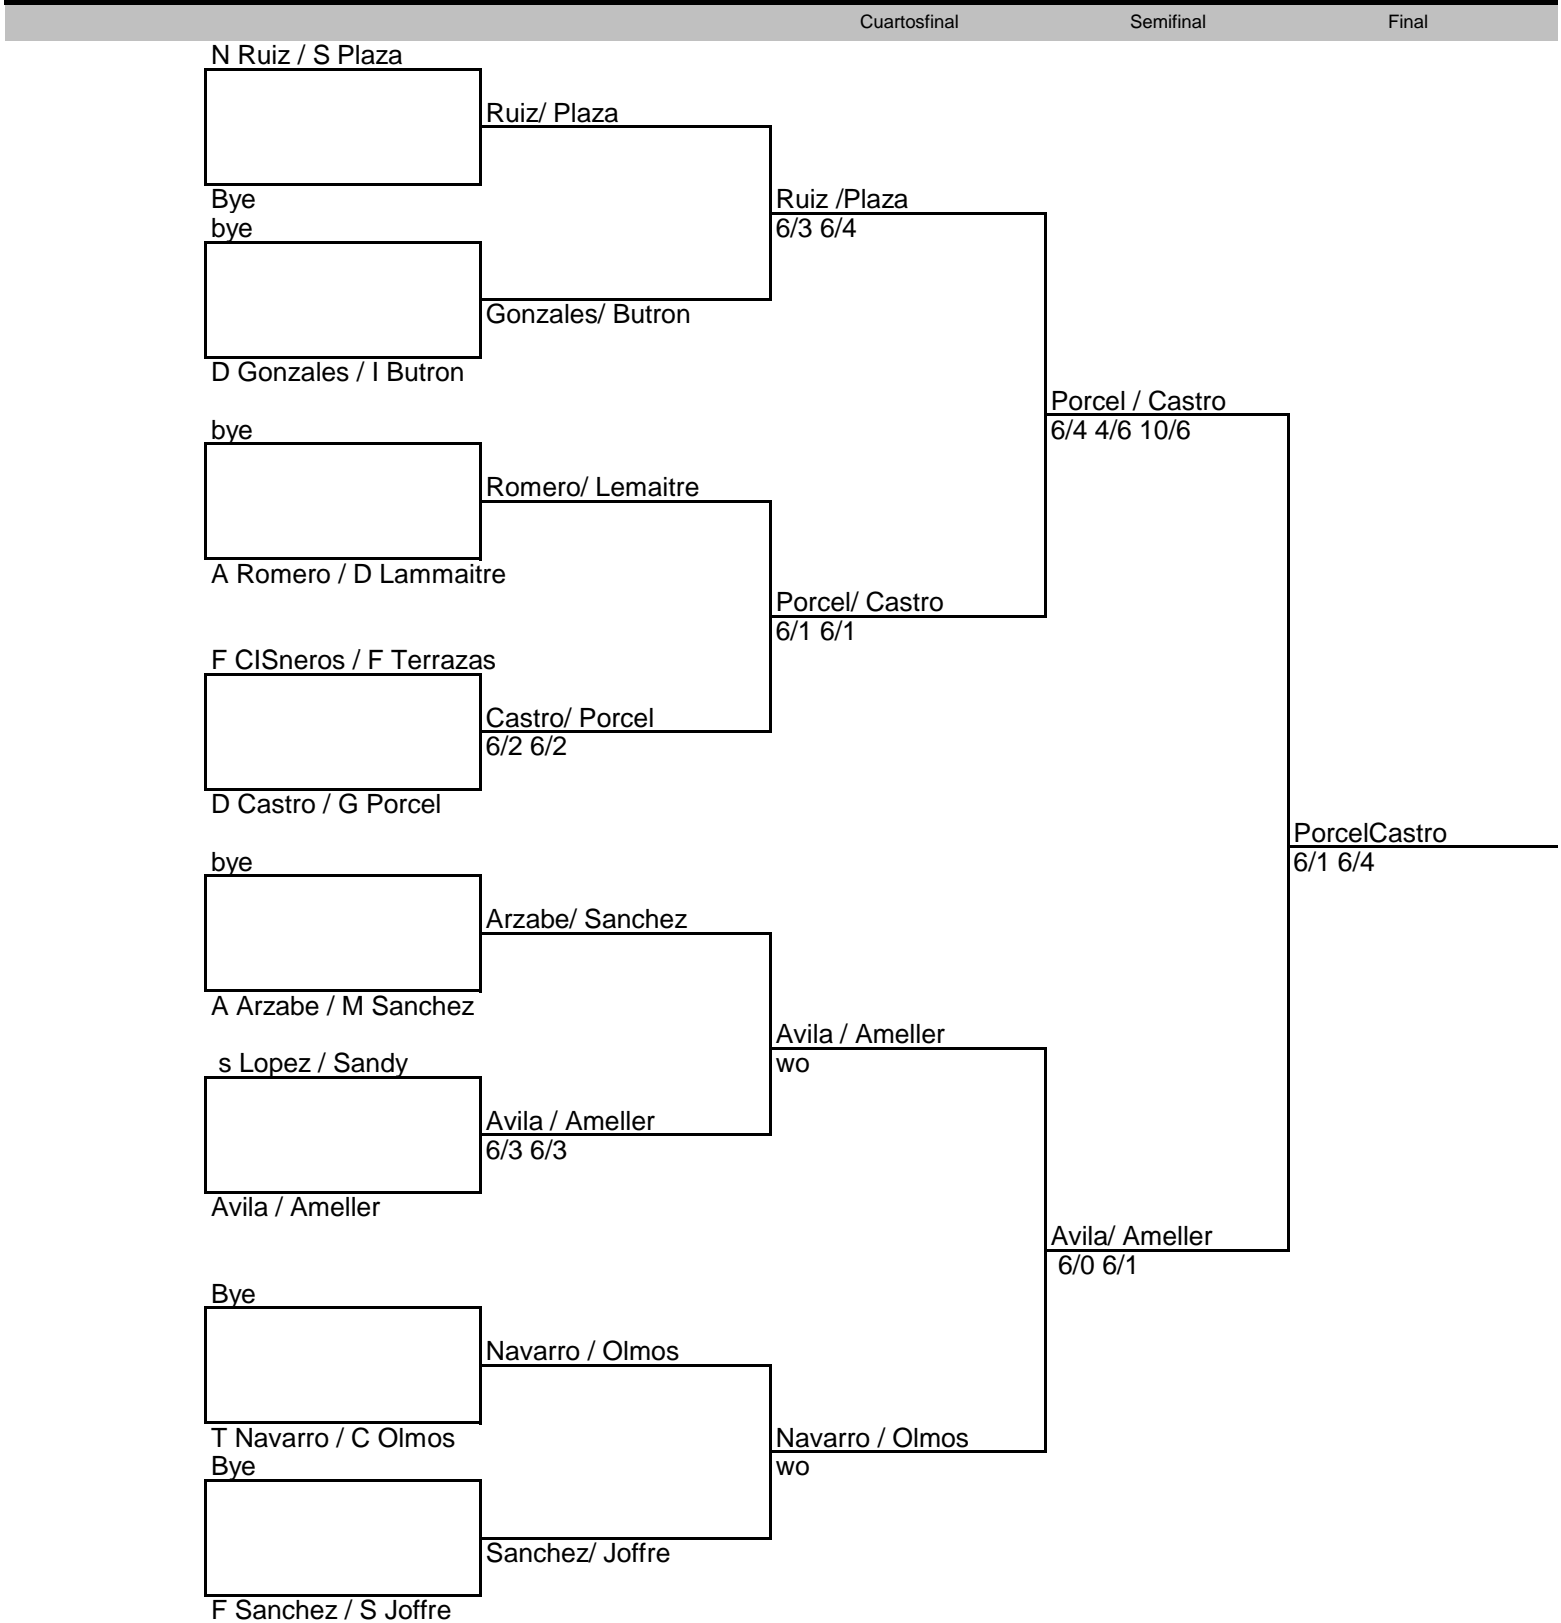 Cuartosfinal Semifinal Final
N Ruiz / S Plaza
Ruiz/ Plaza
Bye
Ruiz /Plaza
bye
6/3 6/4
Gonzales/ Butron
D Gonzales / I Butron
Porcel / Castro
bye
6/4 4/6 10/6
Romero/ Lemaitre
A Romero / D Lammaitre
Porcel/ Castro
6/1 6/1
F CISneros / F Terrazas
Castro/ Porcel
6/2 6/2
D Castro / G Porcel
PorcelCastro
bye
6/1 6/4
Arzabe/ Sanchez
A Arzabe / M Sanchez
Avila / Ameller
s Lopez / Sandy
wo
Avila / Ameller
6/3 6/3
Avila / Ameller
Avila/ Ameller
6/0 6/1
Bye
Navarro / Olmos
T Navarro / C Olmos
Navarro / Olmos
Bye
wo
Sanchez/ Joffre
F Sanchez / S Joffre